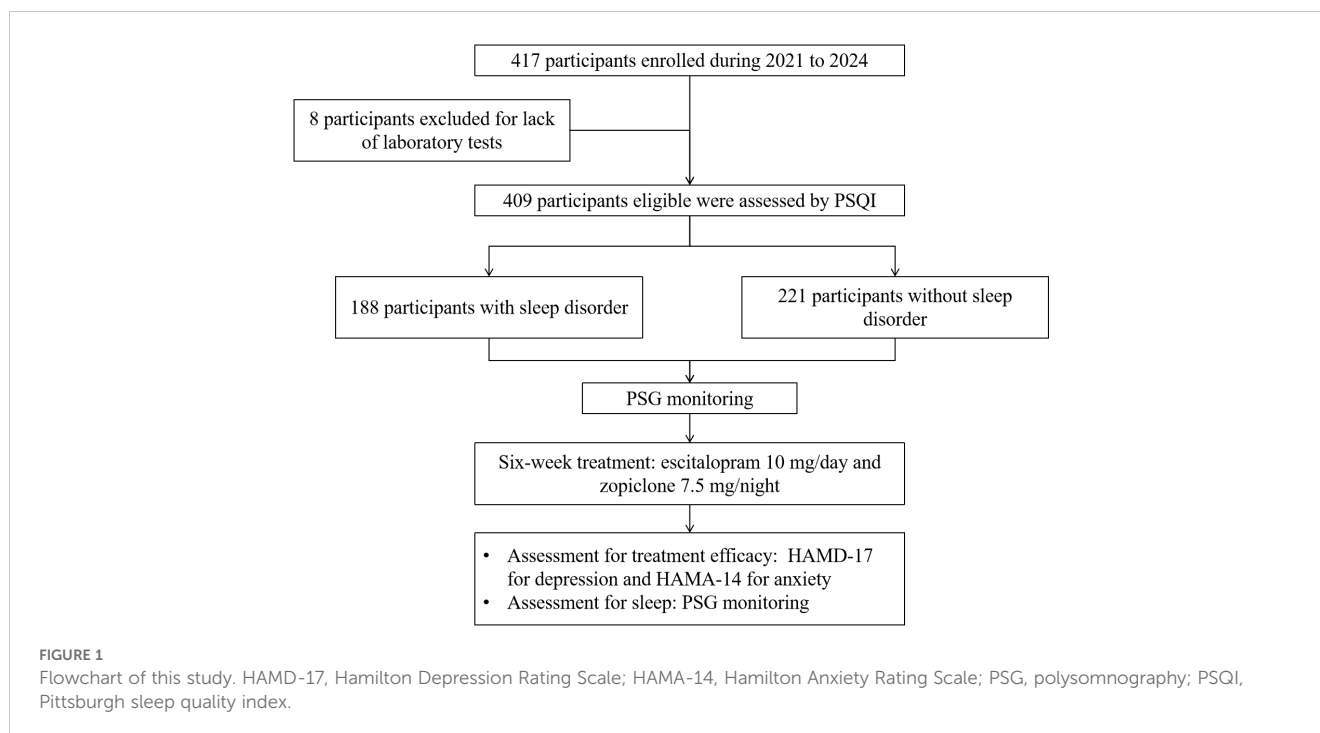 417 participants enrolled during 2021 to 2024
8 participants excluded for lack
of laboratory tests
409 participants eligible were assessed by PSQI
188 participants with sleep disorder
221 participants without sleep
disorder
PSG monitoring
Six-week treatment: escitalopram 10 mg/day and
zopiclone 7.5 mg/night
• Assessment for treatment efficacy: HAMD-17
for depression and HAMA-14 for anxiety
• Assessment for sleep: PSG monitoring
FIGURE 1
Flowchart of this study. HAMD-17, Hamilton Depression Rating Scale; HAMA-14, Hamilton Anxiety Rating Scale; PSG, polysomnography; PSQI,
Pittsburgh sleep quality index.